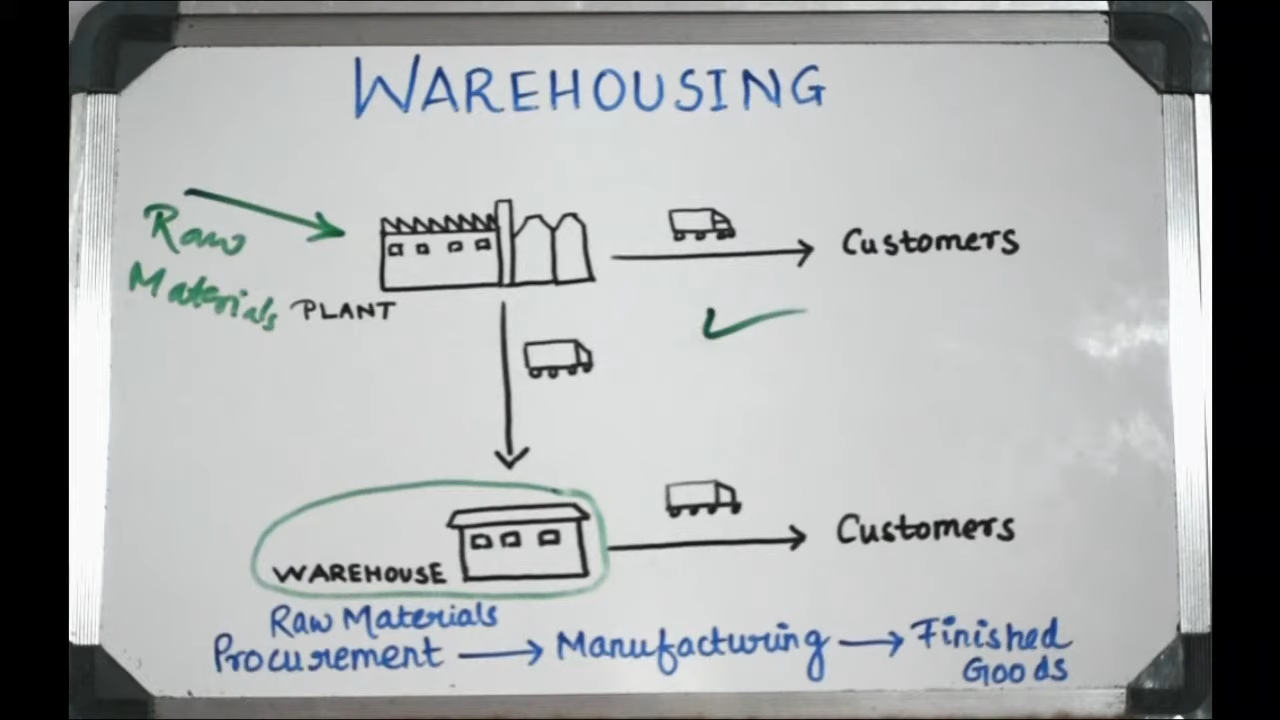 WAREHOUSING
Raw
Materials
PLANT
Customers
WAREHOUSE
Customers
Raw Materials
Procurement → Manufacturing → Finished
Goods